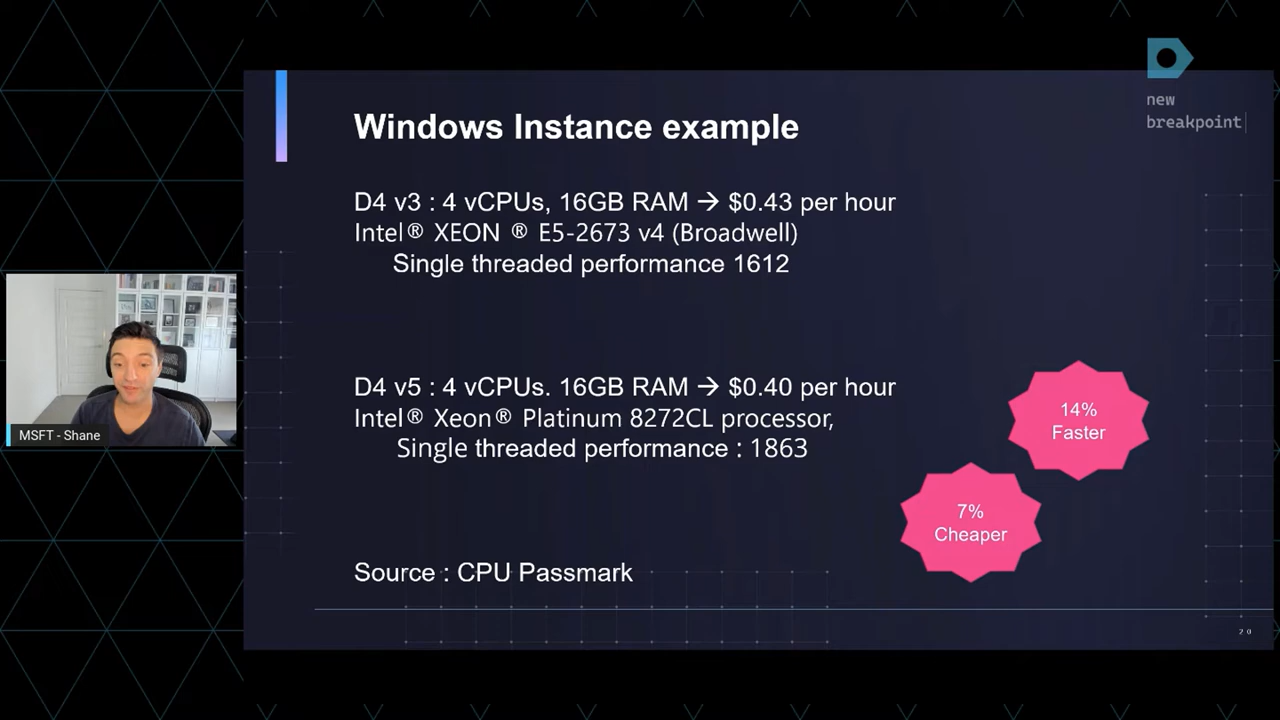 new
breakpoint
Windows Instance example
D4 v3 : 4 vCPUs, 16GB RAM → $0.43 per hour
Intel® XEON ® E5-2673 v4 (Broadwell)
Single threaded performance 1612
D4 v5 : 4 vCPUs. 16GB RAM → $0.40 per hour
Intel® Xeon® Platinum 8272CL processor,
Single threaded performance : 1863
14%
Faster
7%
Cheaper
MSFT - Shane
Source : CPU Passmark
20